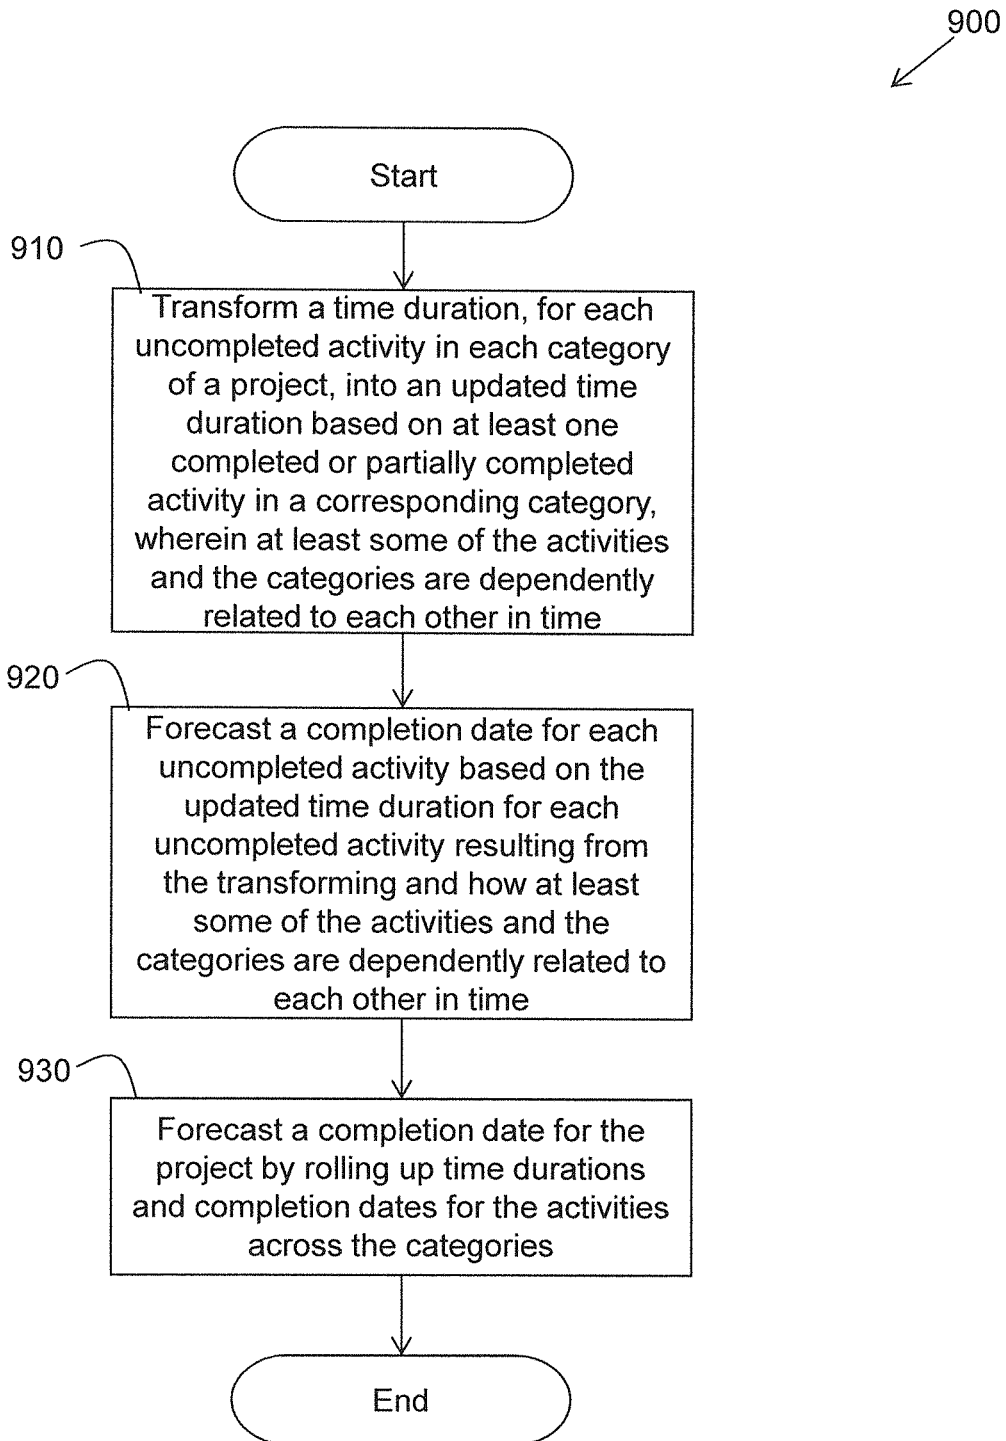 900
Start
910
Transform a time duration, for each
uncompleted activity in each category
of a project, into an updated time
duration based on at least one
completed or partially completed
activity in a corresponding category,
wherein at least some of the activities
and the categories are dependently
related to each other in time
920
Forecast a completion date for each
uncompleted activity based on the
updated time duration for each
uncompleted activity resulting from
the transforming and how at least
some of the activities and the
categories are dependently related to
each other in time
930
Forecast a completion date for the
project by rolling up time durations
and completion dates for the activities
across the categories
End